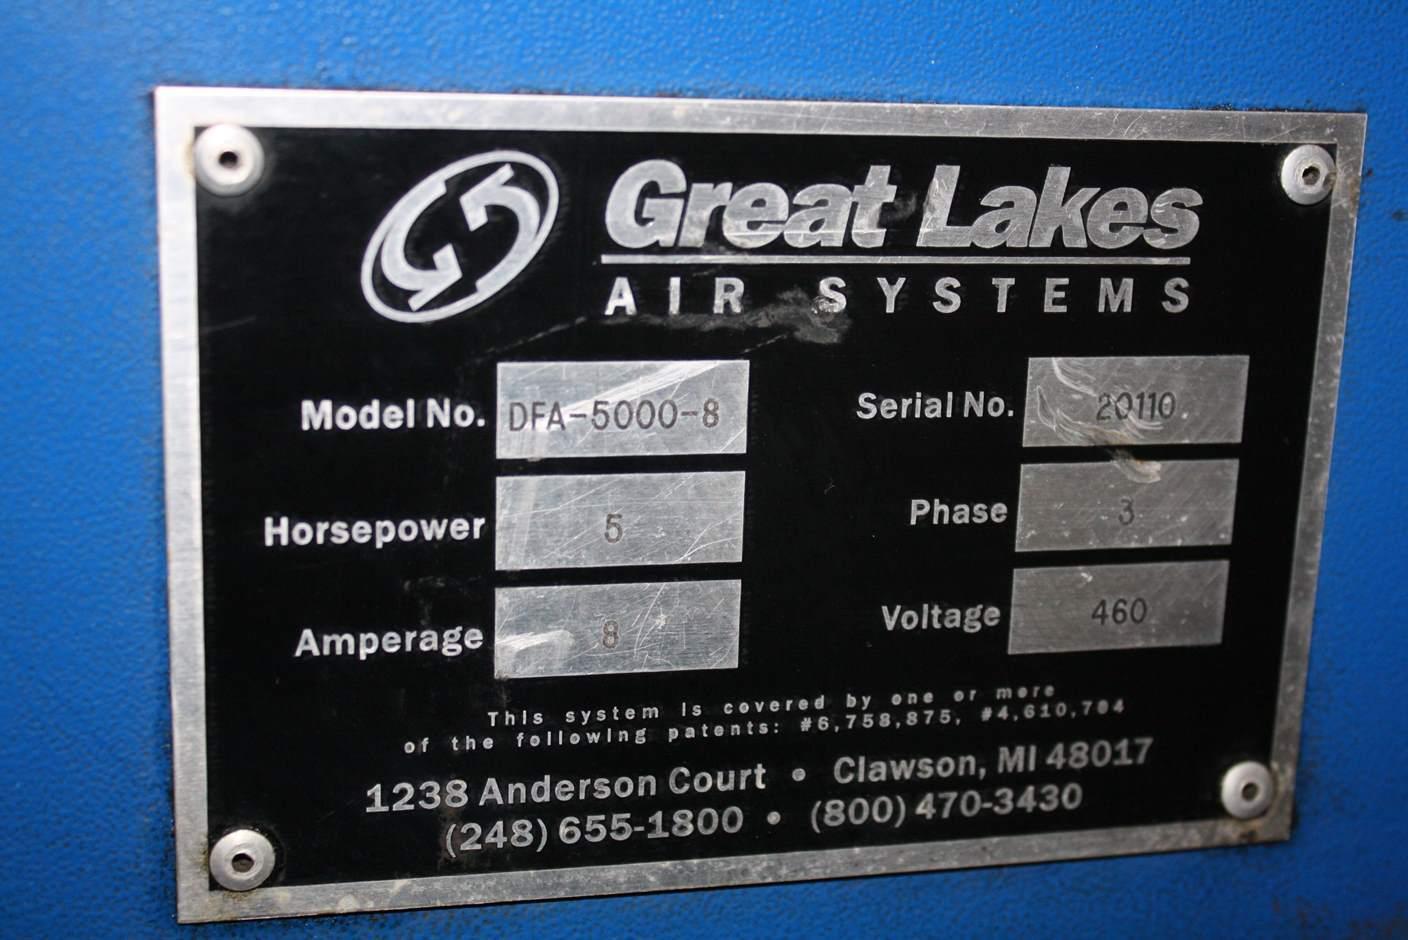 Great Lakes
AIR SYSTEMS
Model No. DFA-5000-8 Serial No. 20110
Horsepower 5 Phase 3
Amperage 8 Voltage 460
This system is covered by one or more
of the following patents: #6,758,875, #4,610,704
1238 Anderson Court • Clawson, MI 48017
(248) 655-1800 • (800) 470-3430